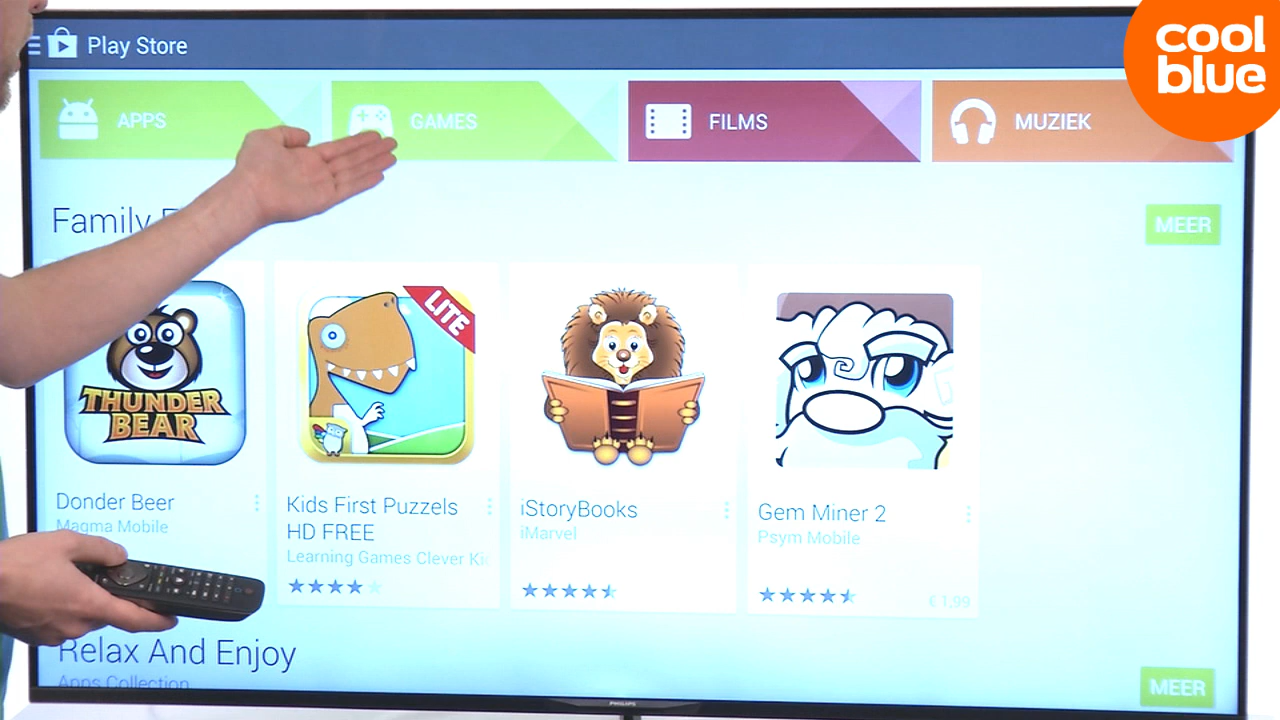 Play Store
cool
blue
APPS
GAMES
FILMS
MUZIEK
Family
MEER
THUNDER
BEAR
LITE
Donder Beer
Magma Mobile
Kids First Puzzels
HD FREE
Learning Games Clever
iStoryBooks
iMarvel
Gem Miner 2
Psym Mobile
€ 1,99
Relax And Enjoy
Apps Collection
MEER
PHILIPS